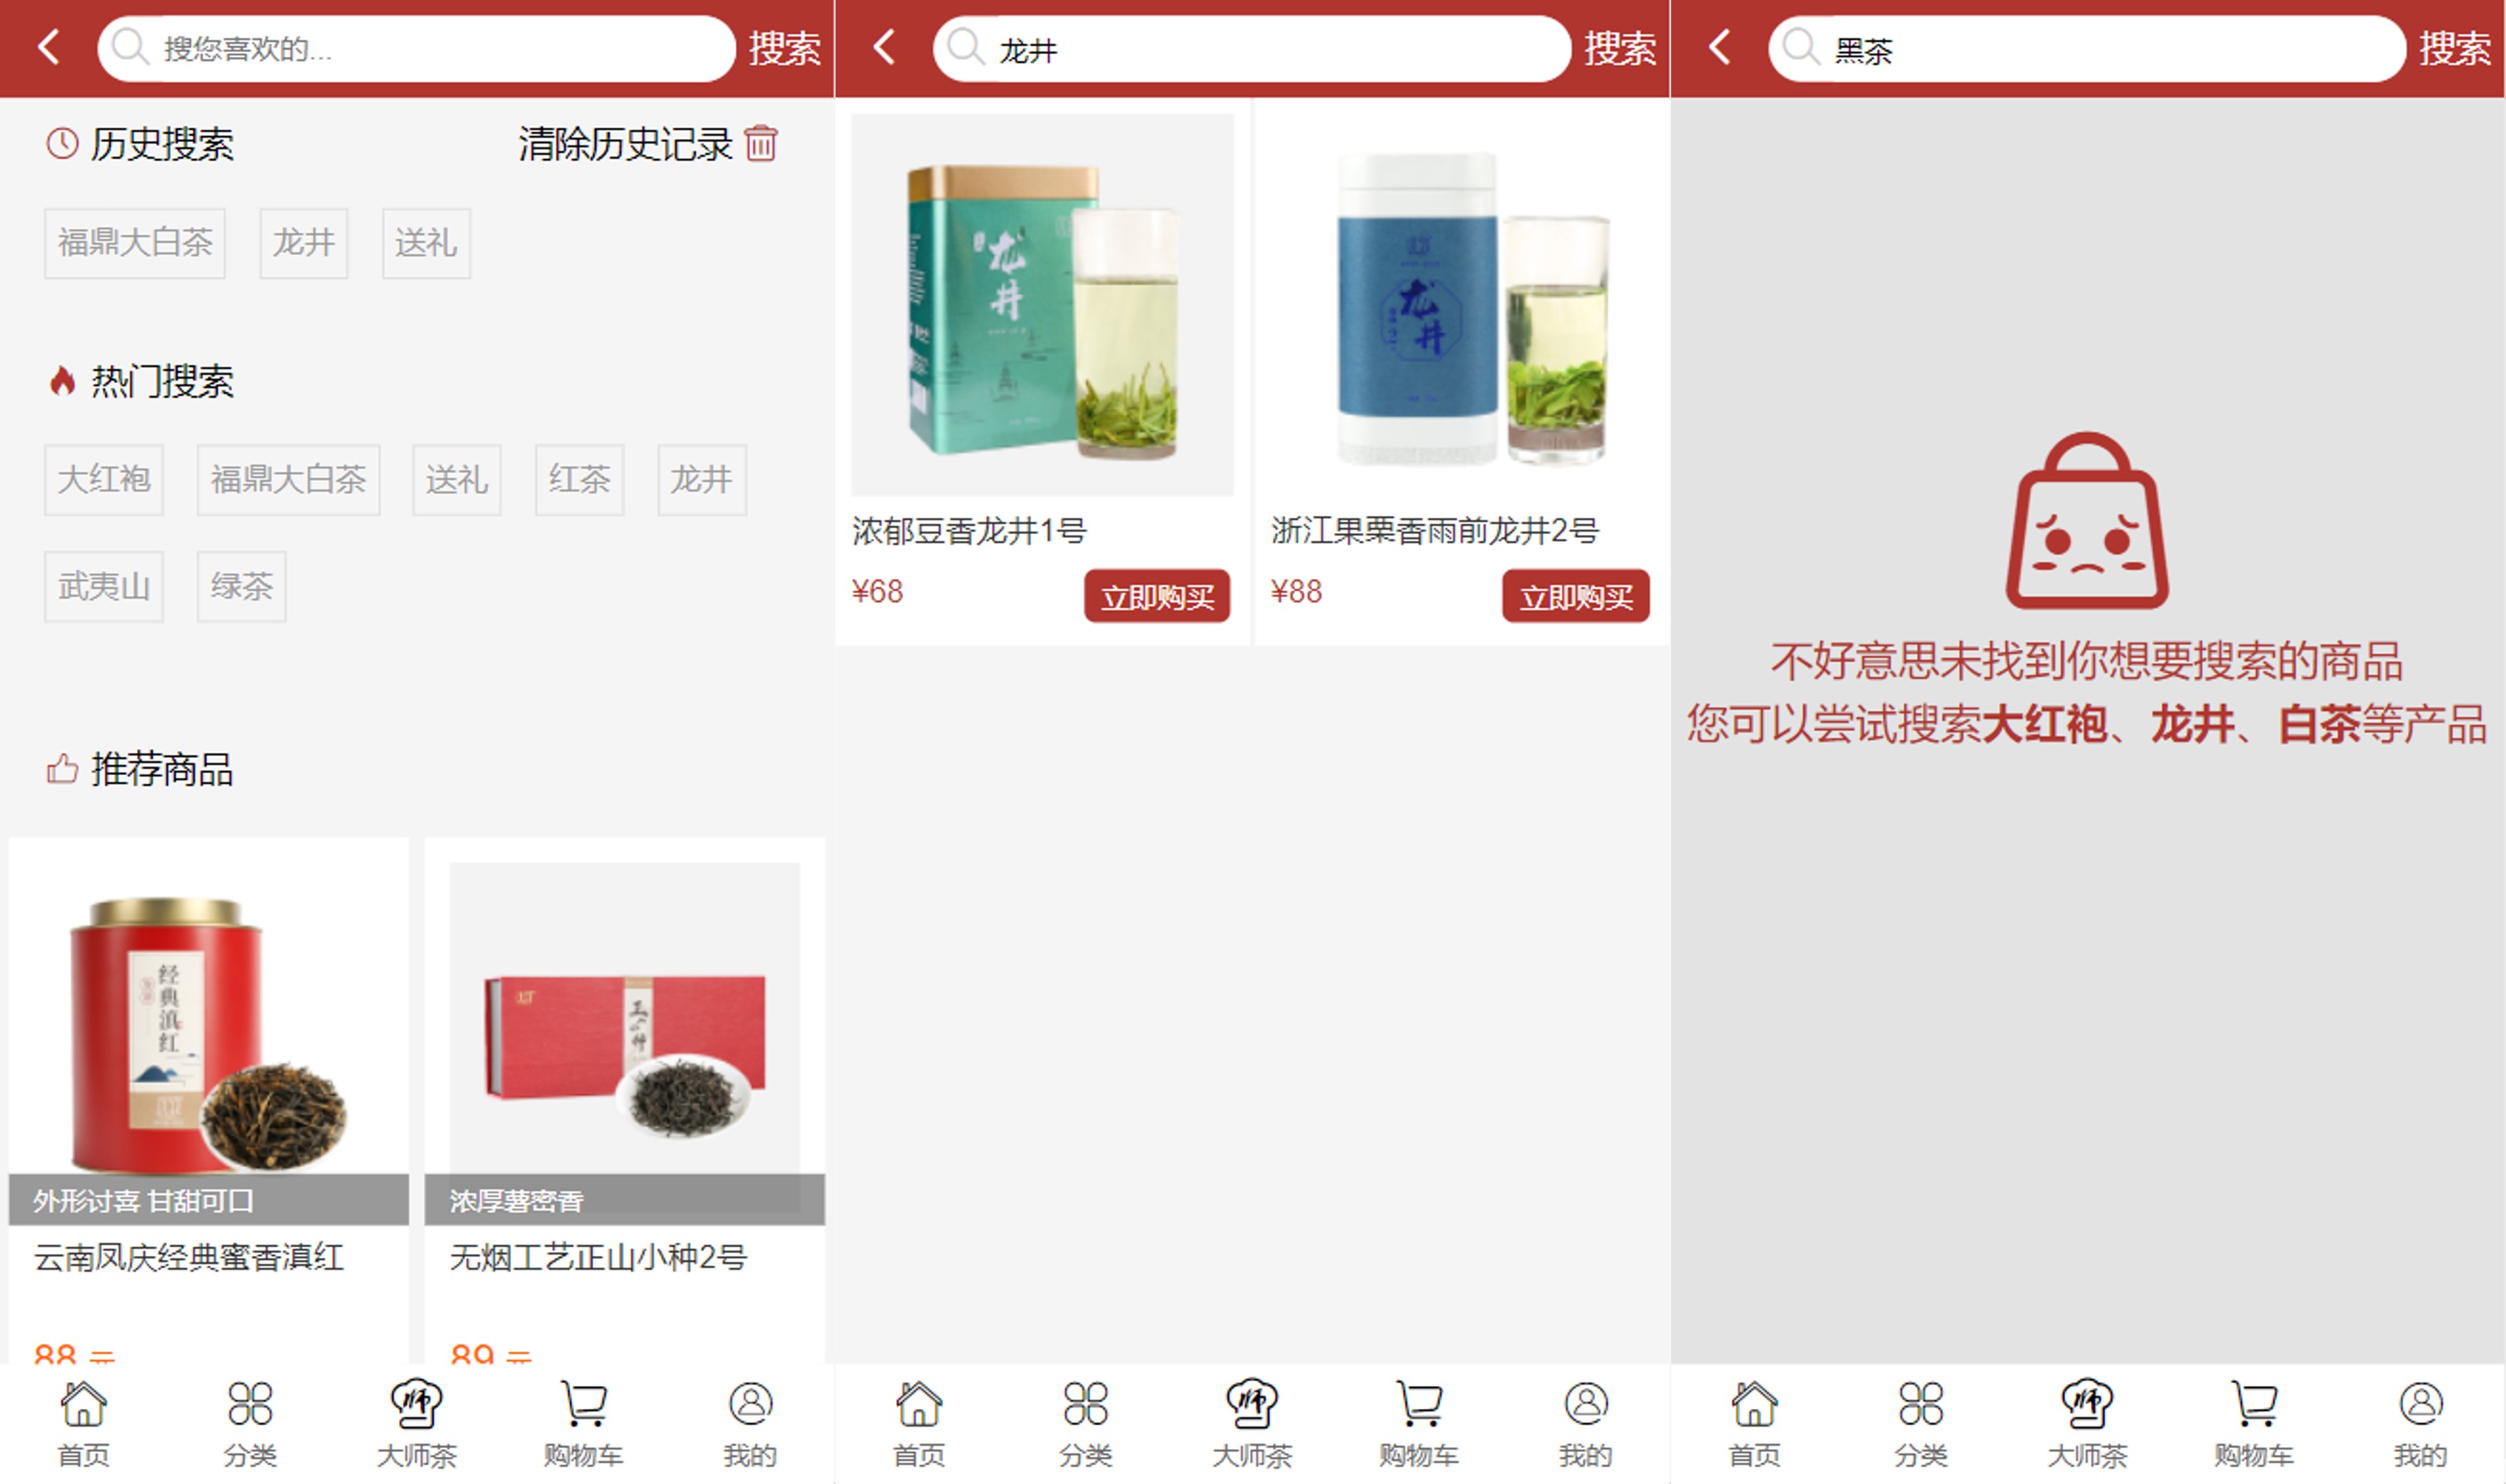 搜您喜欢的...
搜索
历史搜索
清除历史记录
福鼎大白茶
龙井
送礼
热门搜索
大红袍
福鼎大白茶
送礼
红茶
龙井
武夷山
绿茶
推荐商品
经典滇红
外形讨喜 甘甜可口
云南凤庆经典蜜香滇红
88 元
浓厚薯密香
无烟工艺正山小种2号
89 元
首页
分类
大师茶
购物车
我的
龙井
搜索
龙井
浓郁豆香龙井1号
¥68
立即购买
龙井
浙江果栗香雨前龙井2号
¥88
立即购买
首页
分类
大师茶
购物车
我的
黑茶
搜索
不好意思未找到你想要搜索的商品
您可以尝试搜索大红袍、龙井、白茶等产品
首页
分类
师
大师茶
购物车
我的